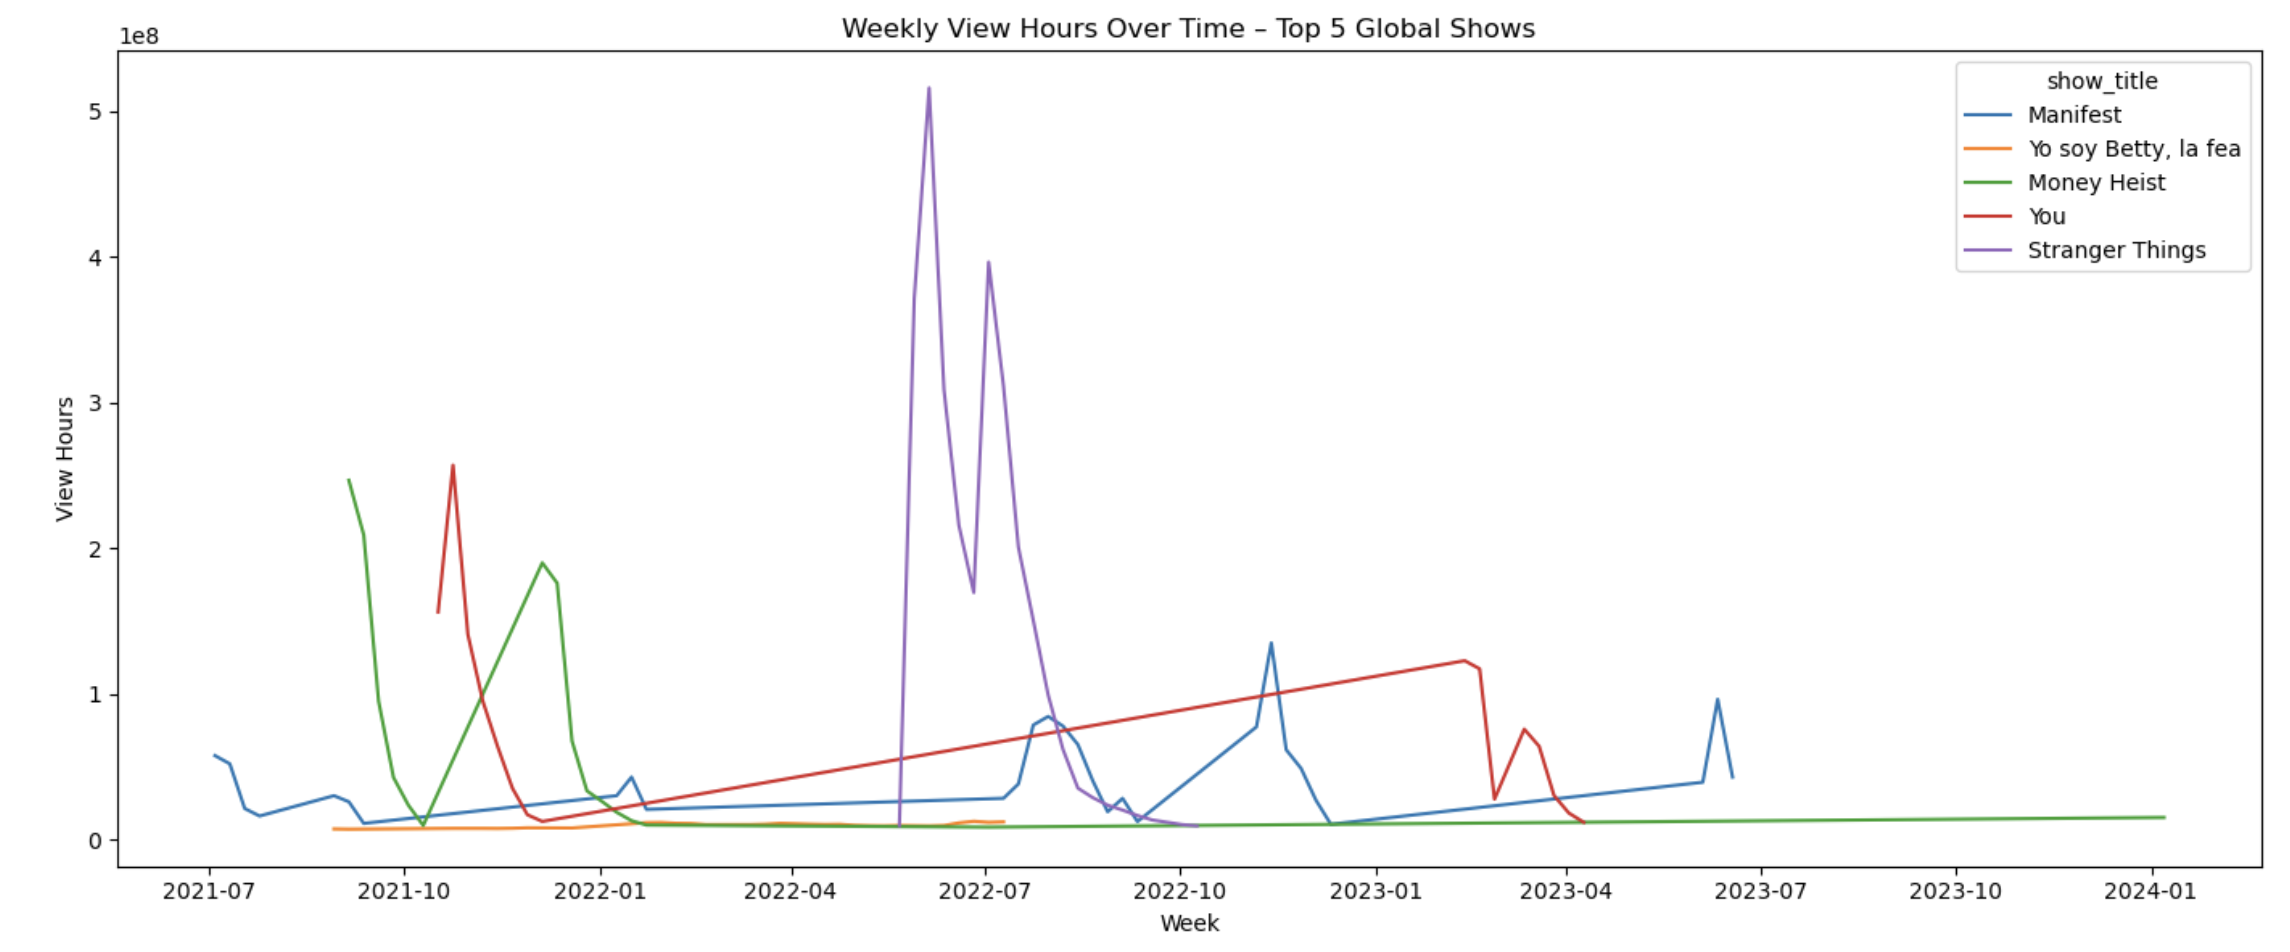 Weekly View Hours Over Time – Top 5 Global Shows
1e8
5
4
3
2
1
0
View Hours
show_title
Manifest
Yo soy Betty, la fea
Money Heist
You
Stranger Things
2021-07 2021-10 2022-01 2022-04 2022-07 2022-10 2023-01 2023-04 2023-07 2023-10 2024-01
Week